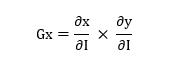 Gx = ∂x/∂I × ∂y/∂I